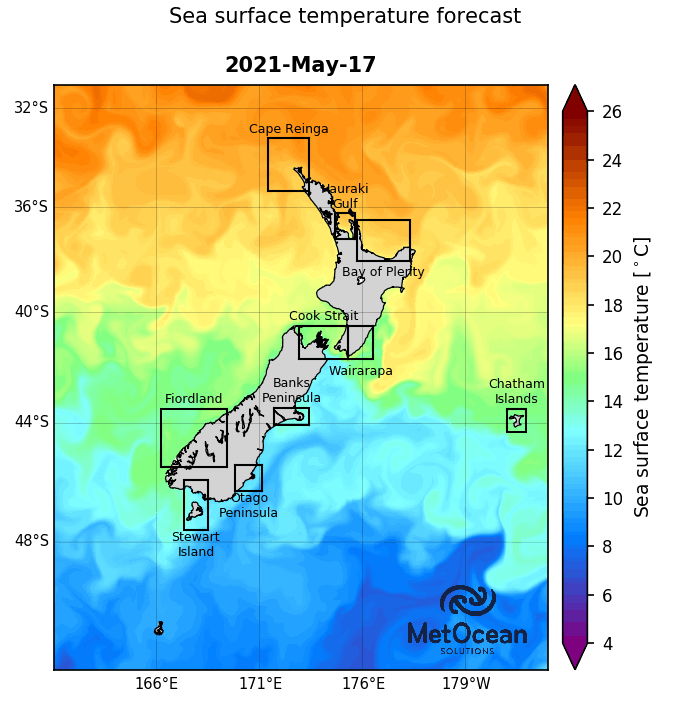 Sea surface temperature forecast
2021-May-17
32°S
36°S
40°S
44°S
48°S
Cape Reinga
Hauraki
Gulf
Bay of Plenty
Cook Strait
Wairarapa
Banks
Peninsula
Fiordland
Chatham
Islands
Otago
Peninsula
Stewart
Island
MetOcean
SOLUTIONS
166°E
171°E
176°E
179°W
26
24
22
20
18
16
14
12
10
8
6
4
Sea surface temperature [°C]